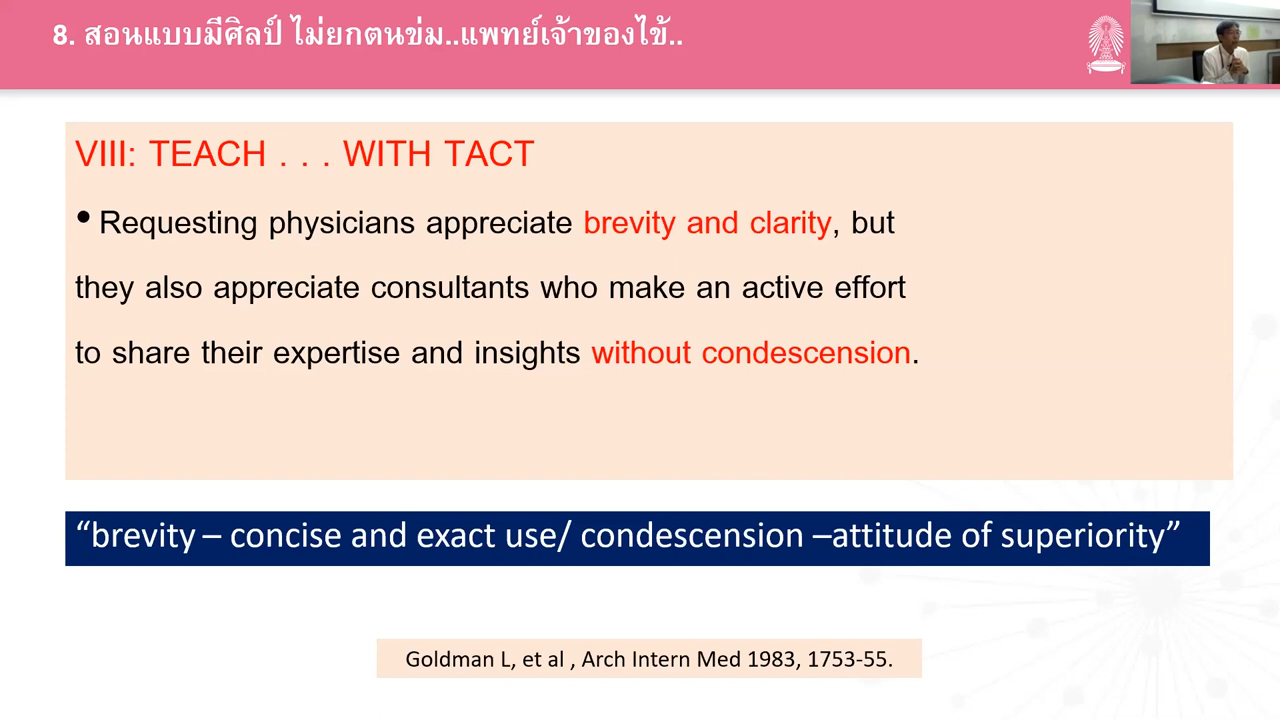 8. สอนแบบมีศิลป์ ไม่ยกตนข่ม..แพทย์เจ้าของไข้..
VIII: TEACH . . . WITH TACT
• Requesting physicians appreciate brevity and clarity, but
they also appreciate consultants who make an active effort
to share their expertise and insights without condescension.
“brevity – concise and exact use/ condescension –attitude of superiority”
Goldman L, et al , Arch Intern Med 1983, 1753-55.